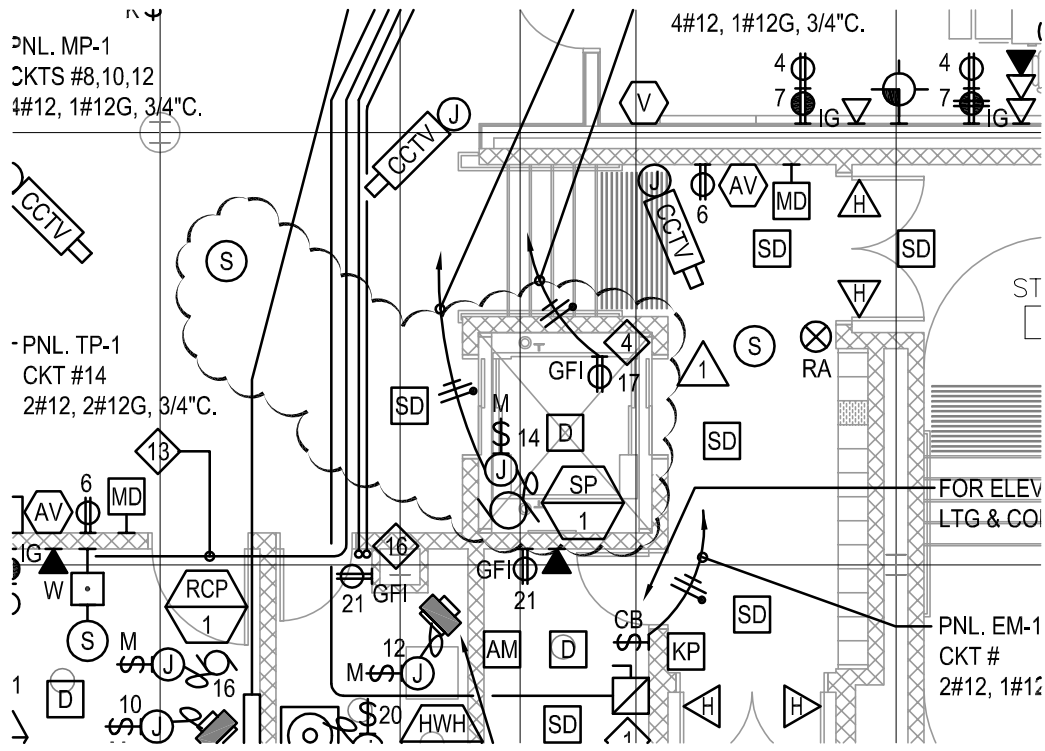 K $
4#12, 1#12G, 3/4"C.
PNL. MP-1
CKTS #8,10,12
4#12, 1#12G, 3/4"C.
4
7
IG
4
7
IG
V
J
CCTV
CCTV
J
CCTV
6
AV
MD
H
SD
SD
H
S
ST
PNL. TP-1
CKT #14
2#12, 2#12G, 3/4"C.
4
GFI
17
1
S
RA
SD
M
$
14
D
J
SD
13
SP
1
6
AV
MD
FOR ELEV
LTG & CO
IG
W
16
21
GFI
GFI
21
RCP
1
S
12
CB
$
SD
PNL. EM-1
CKT #
2#12, 1#12
M
$
J
16
M
$
J
AM
D
KP
1
D
10
$
J
$
20
HWH
SD
H
H
1